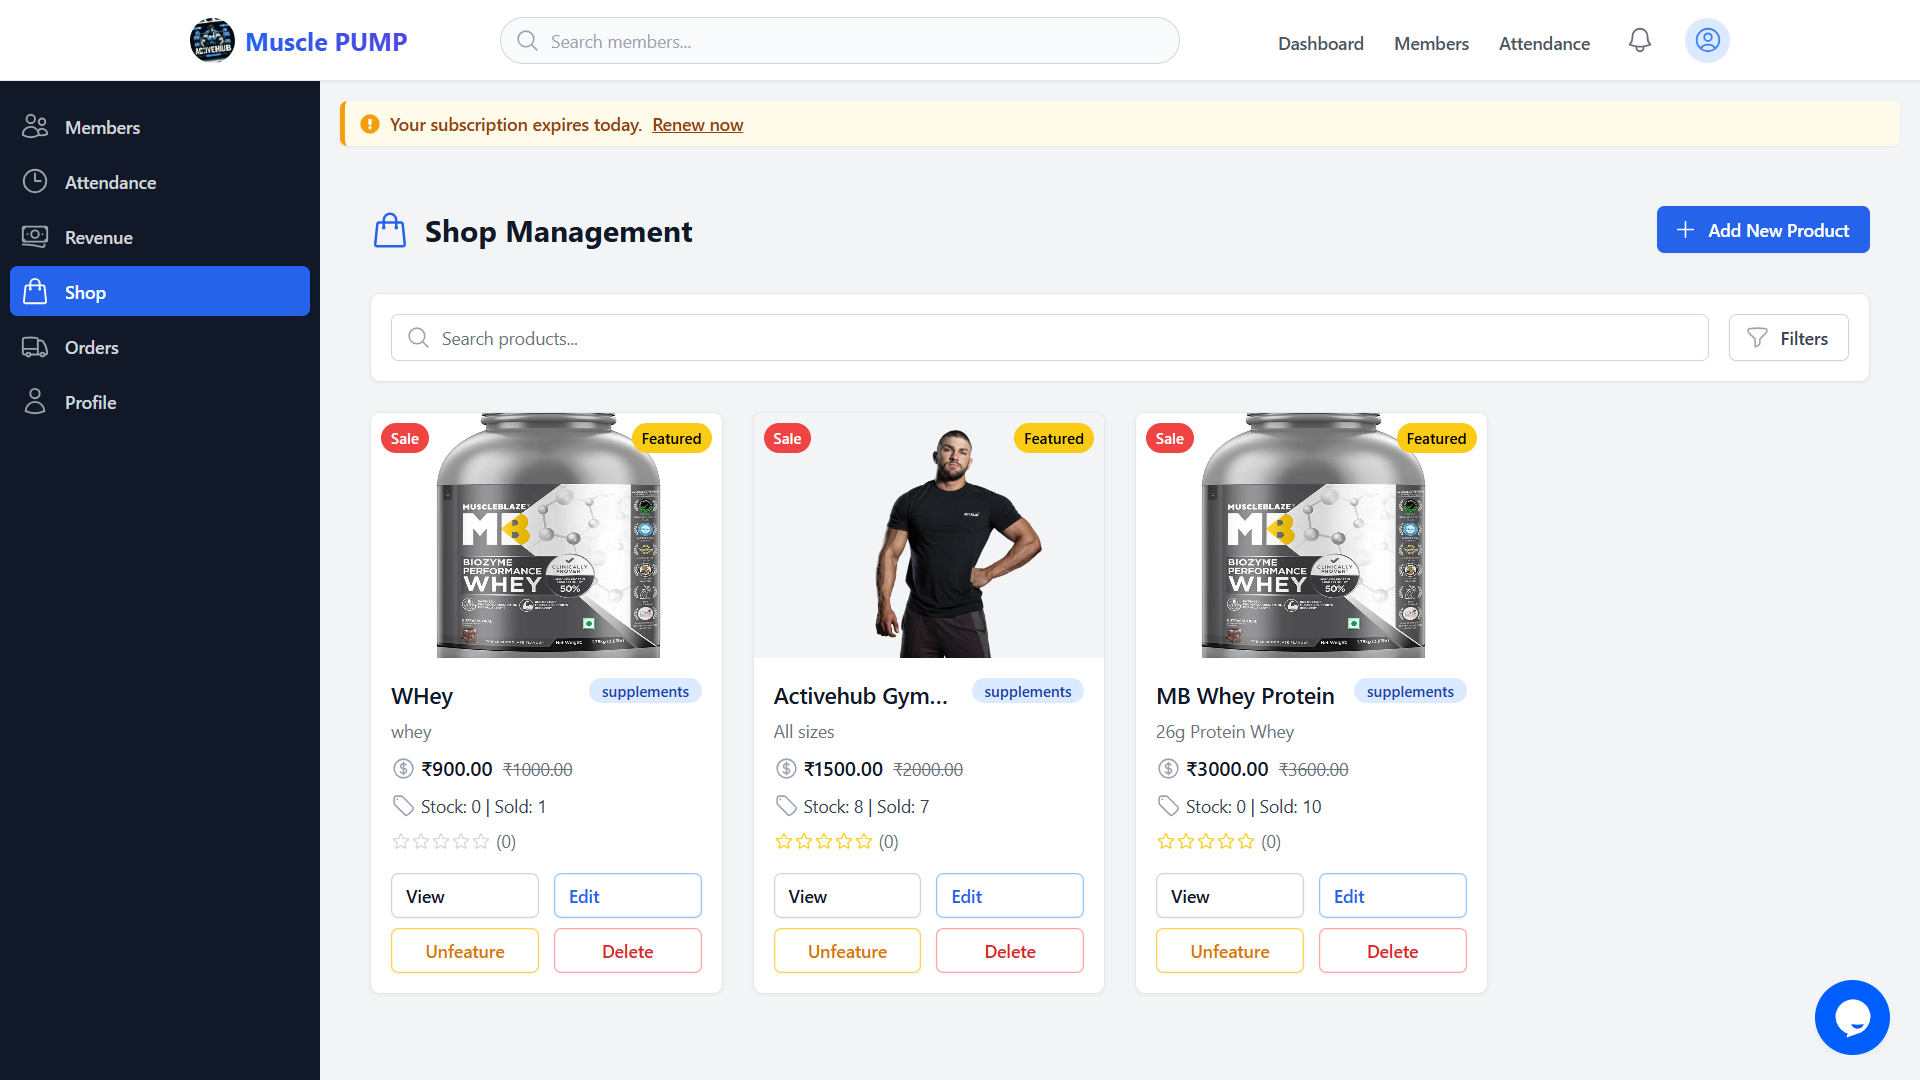 ACTIVEHUB
Muscle PUMP
Search members...
Dashboard
Members
Attendance
Members
Attendance
Revenue
Shop
Orders
Profile
Your subscription expires today. Renew now
Shop Management
Add New Product
Search products...
Filters
Sale
Featured
MUSCLEBLAZE
MB
BIOZYME
PERFORMANCE
WHEY
CLINICALLY
PROVEN
50%
WHey
supplements
whey
₹900.00 ₹1000.00
Stock: 0 | Sold: 1
(0)
View
Edit
Unfeature
Delete
Sale
Featured
Activehub Gym...
supplements
All sizes
₹1500.00 ₹2000.00
Stock: 8 | Sold: 7
(0)
View
Edit
Unfeature
Delete
Sale
Featured
MUSCLEBLAZE
MB
BIOZYME
PERFORMANCE
WHEY
CLINICALLY
PROVEN
50%
MB Whey Protein
supplements
26g Protein Whey
₹3000.00 ₹3600.00
Stock: 0 | Sold: 10
(0)
View
Edit
Unfeature
Delete